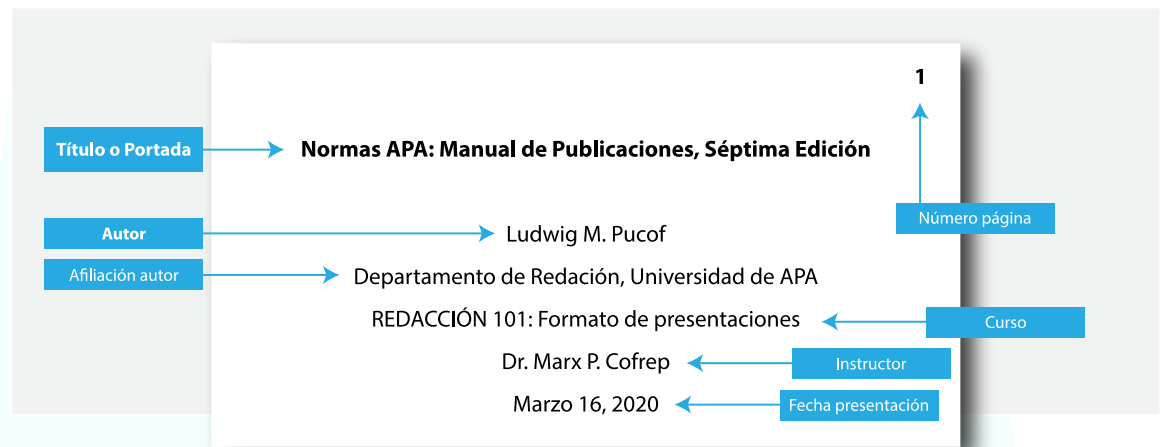 1
Título o Portada
Normas APA: Manual de Publicaciones, Séptima Edición
Número página
Autor
Ludwig M. Pucof
Afiliación autor
Departamento de Redación, Universidad de APA
REDACCIÓN 101: Formato de presentaciones
Curso
Dr. Marx P. Cofrep
Instructor
Marzo 16, 2020
Fecha presentación